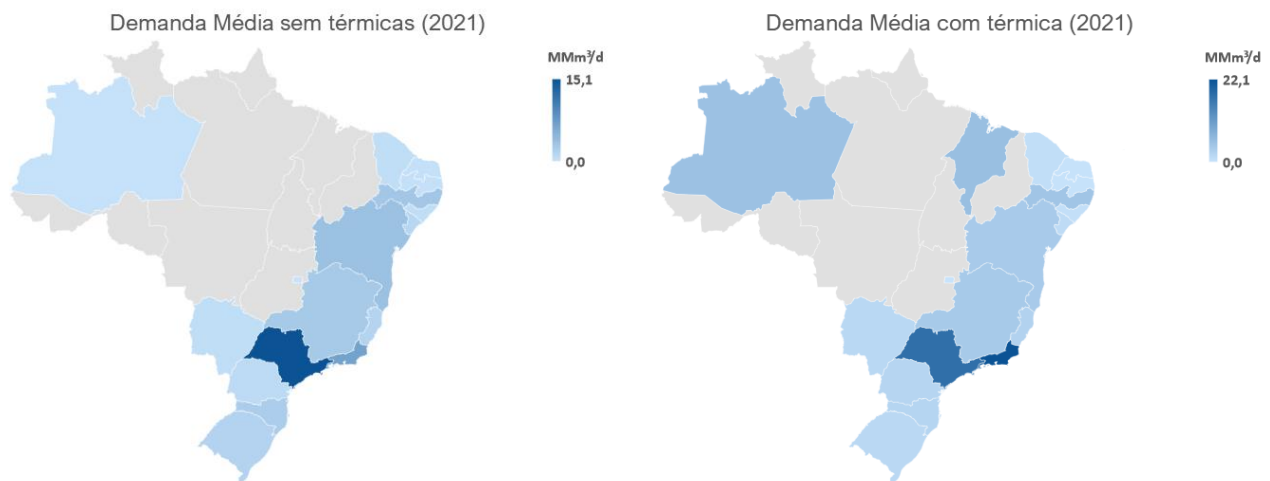 Demanda Média sem térmicas (2021)
MMm³/d
15,1
0,0
Demanda Média com térmica (2021)
MMm³/d
22,1
0,0